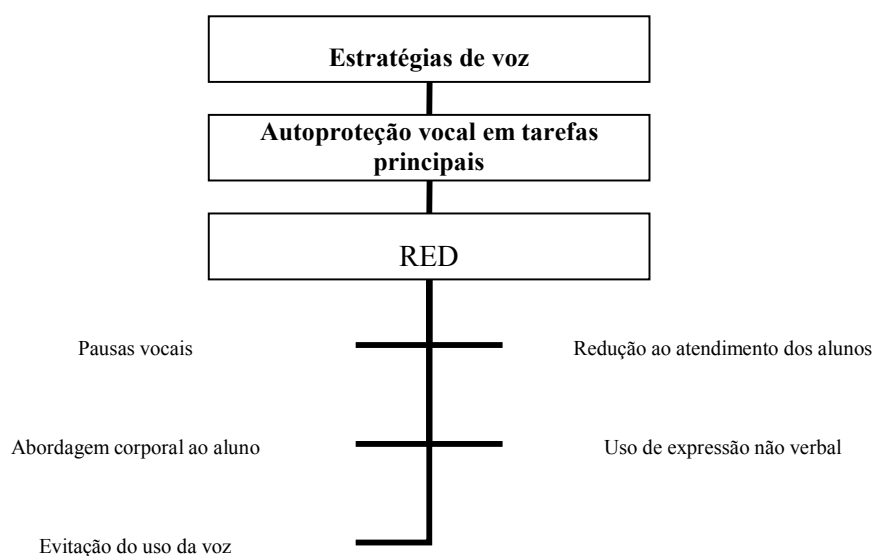 Estratégias de voz
Autoproteção vocal em tarefas
principais
RED
Pausas vocais
Redução ao atendimento dos alunos
Abordagem corporal ao aluno
Uso de expressão não verbal
Evitação do uso da voz